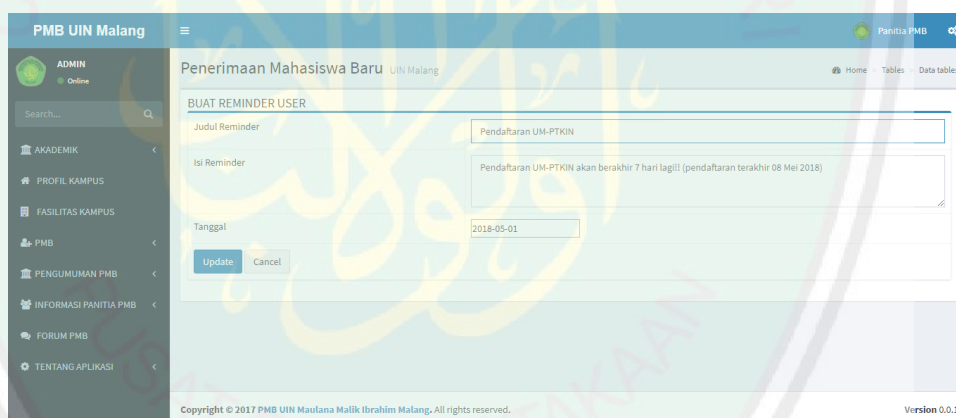 PMB UIN Malang
Panitia PMB
ADMIN
Online
Penerimaan Mahasiswa Baru UIN Malang
Home > Tables > Data tables
Search...
BUAT REMINDER USER
Judul Reminder
Pendaftaran UM-PTKIN
AKADEMIK
Isi Reminder
Pendaftaran UM-PTKIN akan berakhir 7 hari lagi!! (pendaftaran terakhir 08 Mei 2018)
PROFIL KAMPUS
FASILITAS KAMPUS
Tanggal
2018-05-01
PMB
Update Cancel
PENGUMUMAN PMB
INFORMASI PANITIA PMB
FORUM PMB
TENTANG APLIKASI
Copyright © 2017 PMB UIN Maulana Malik Ibrahim Malang. All rights reserved.
Version 0.0.1